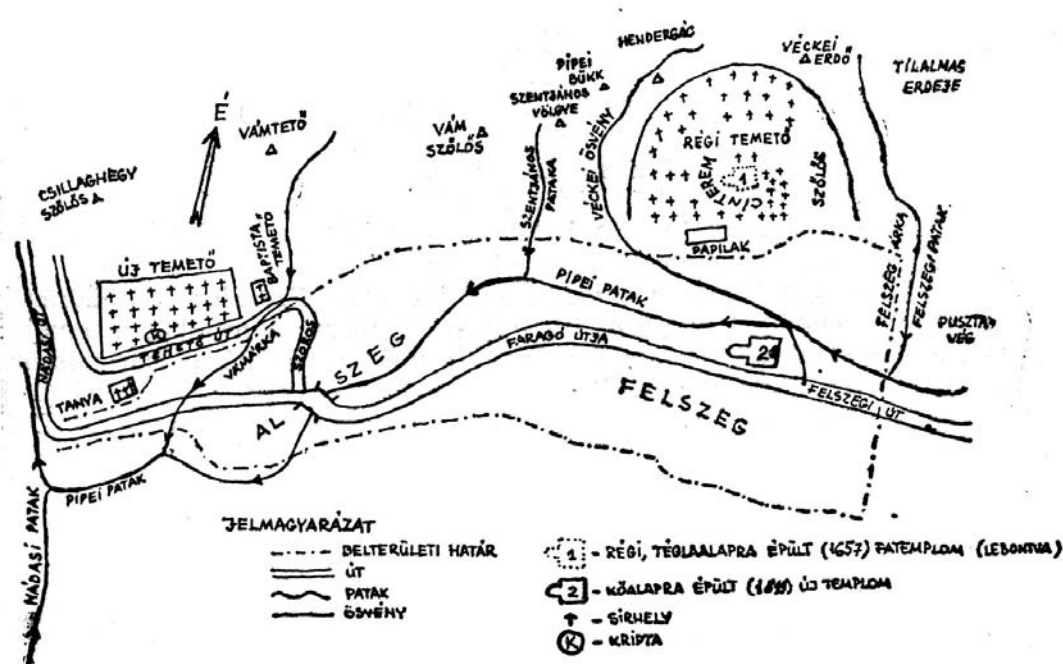 É
CSILLAGHEGY
SZŐLŐS
VÁMTETŐ
BAPTISTA
TEMETŐ
VÁM
SZŐLŐS
PIPEI
BÜKK
SZENTJÁNOS
VÖLGYE
SZENTJÁNOS
PATAKA
HENDERGÁC
VÉCKEI ÖSVÉNY
RÉGI TEMETŐ
CINTEREM
1
PAPILAK
SZŐLŐS
VÉCKEI
ERDŐ
TILALMAS
ERDEJE
FELSZEG ÁRKA
FELSZEGI PATAK
PUSZTA
VÉG
ÚJ TEMETŐ
K
TEMETŐ ÚT
NÁDASI ÚT
TANYA
VÁMÁRKA
SZOROS
AL SZEG
PIPEI PATAK
FARAGÓ ÚTJA
2
FELSZEGI ÚT
FELSZEG
PIPEI PATAK
NÁDASI PATAK
JELMAGYARÁZAT
BELTERÜLETI HATÁR
ÚT
PATAK
ÖSVÉNY
1 - RÉGI, TÉGLAALAPRA ÉPÜLT (1657) FATEMPLOM (LEBONTVA)
2 - KŐALAPRA ÉPÜLT ÚJ TEMPLOM
- SÍRHELY
K - KRIPTA